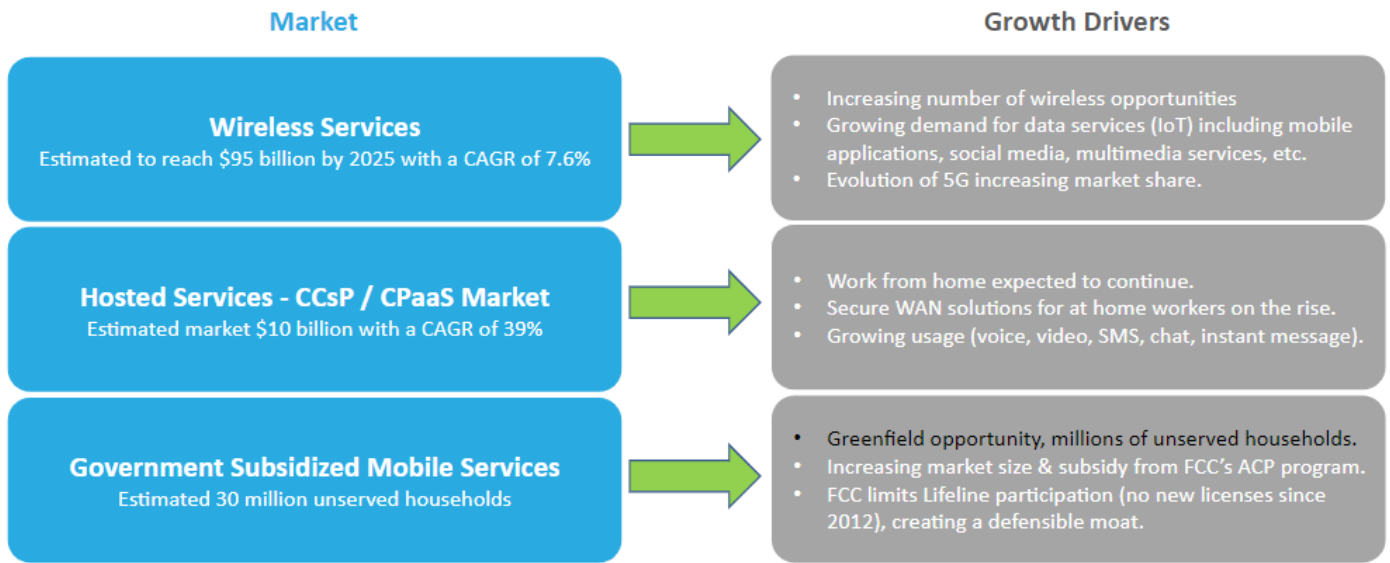 Market
Growth Drivers
Wireless Services
Estimated to reach $95 billion by 2025 with a CAGR of 7.6%
• Increasing number of wireless opportunities
• Growing demand for data services (IoT) including mobile
applications, social media, multimedia services, etc.
• Evolution of 5G increasing market share.
Hosted Services - CCsP / CPaaS Market
Estimated market $10 billion with a CAGR of 39%
• Work from home expected to continue.
• Secure WAN solutions for at home workers on the rise.
• Growing usage (voice, video, SMS, chat, instant message).
Government Subsidized Mobile Services
Estimated 30 million unserved households
• Greenfield opportunity, millions of unserved households.
• Increasing market size & subsidy from FCC’s ACP program.
• FCC limits Lifeline participation (no new licenses since
2012), creating a defensible moat.